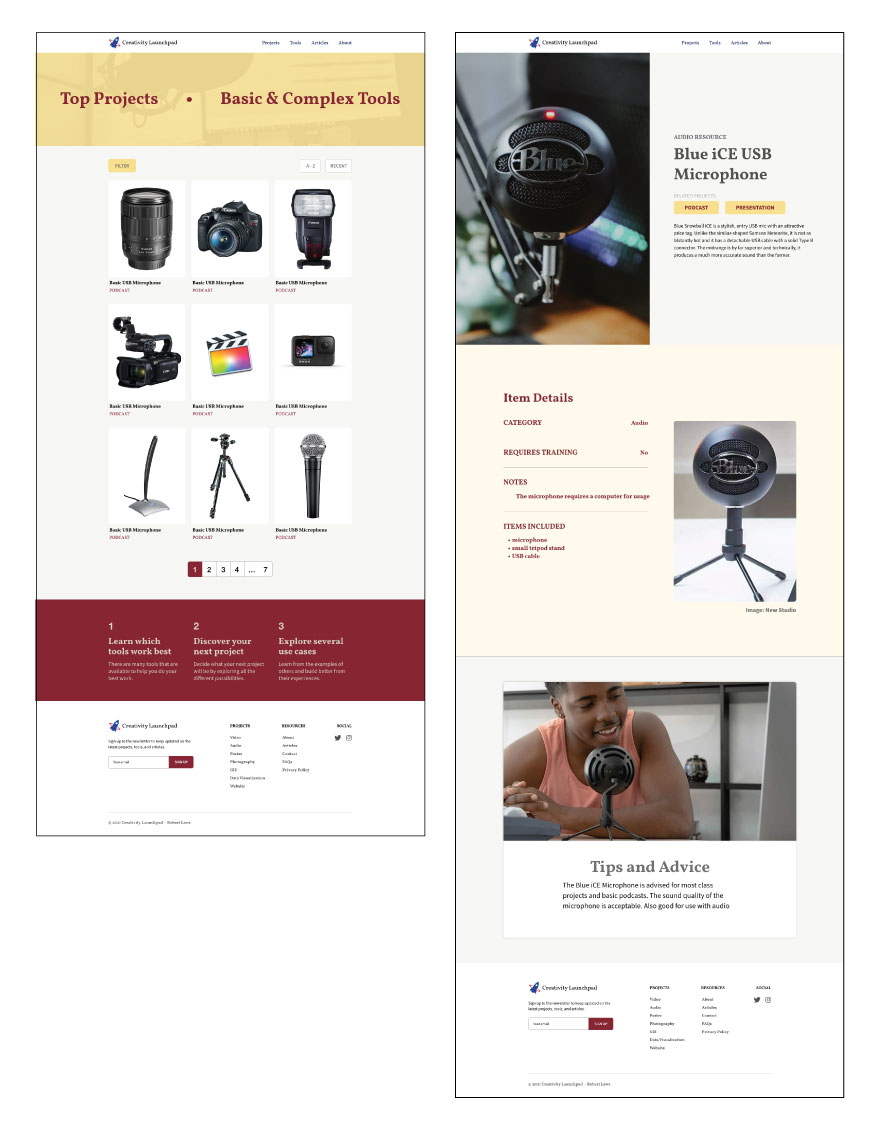 Creativity Launchpad
Projects Tools Articles About
Top Projects • Basic & Complex Tools
FILTER
A - Z
RECENT
Canon
Basic USB Microphone
PODCAST
Basic USB Microphone
PODCAST
Basic USB Microphone
PODCAST
Basic USB Microphone
PODCAST
Basic USB Microphone
PODCAST
Basic USB Microphone
PODCAST
Basic USB Microphone
PODCAST
Basic USB Microphone
PODCAST
Basic USB Microphone
PODCAST
1 2 3 4 ... 7
1
Learn which
tools work best
There are many tools that are
available to help you do your
best work.
2
Discover your
next project
Decide what your next project
will be by exploring all the
different possibilities.
3
Explore several
use cases
Learn from the examples of
others and build better from
their experiences.
Creativity Launchpad
Sign up to the newsletter to keep updated on the
latest projects, tools, and articles.
Your email
SIGN UP
PROJECTS
Video
Audio
Poster
Photography
GIS
Data Visualization
Website
RESOURCES
About
Articles
Contact
FAQs
Privacy Policy
SOCIAL
© 2021 Creativity Launchpad - Robert Lowe
Creativity Launchpad
Projects Tools Articles About
Blue
AUDIO RESOURCE
Blue iCE USB
Microphone
RELATED PROJECTS
PODCAST
PRESENTATION
Blue Snowball iCE is a stylish, entry USB mic with an attractive
price tag. Unlike the similar-shaped Samson Meteorite, it is not as
blatantly hot and it has a detachable USB cable with a solid Type B
connector. The midrange is by far superior and technically, it
produces a much more accurate sound than the former.
Item Details
CATEGORY Audio
REQUIRES TRAINING No
NOTES
The microphone requires a computer for usage
ITEMS INCLUDED
• microphone
• small tripod stand
• USB cable
Blue
Image: New Studio
Tips and Advice
The Blue iCE Microphone is advised for most class
projects and basic podcasts. The sound quality of the
microphone is acceptable. Also good for use with audio
Creativity Launchpad
Sign up to the newsletter to keep updated on the
latest projects, tools, and articles.
Your email
SIGN UP
PROJECTS
Video
Audio
Poster
Photography
GIS
Data Visualization
Website
RESOURCES
About
Articles
Contact
FAQs
Privacy Policy
SOCIAL
© 2021 Creativity Launchpad - Robert Lowe